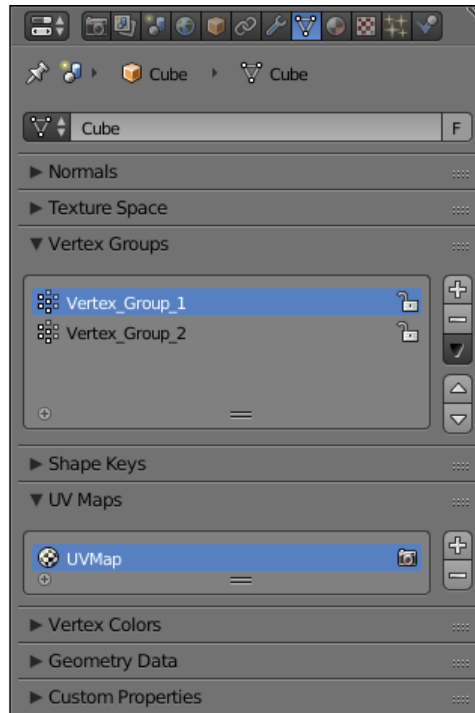 Cube Cube
Cube F
Normals
Texture Space
Vertex Groups
Vertex_Group_1
Vertex_Group_2
Shape Keys
UV Maps
UVMap
Vertex Colors
Geometry Data
Custom Properties